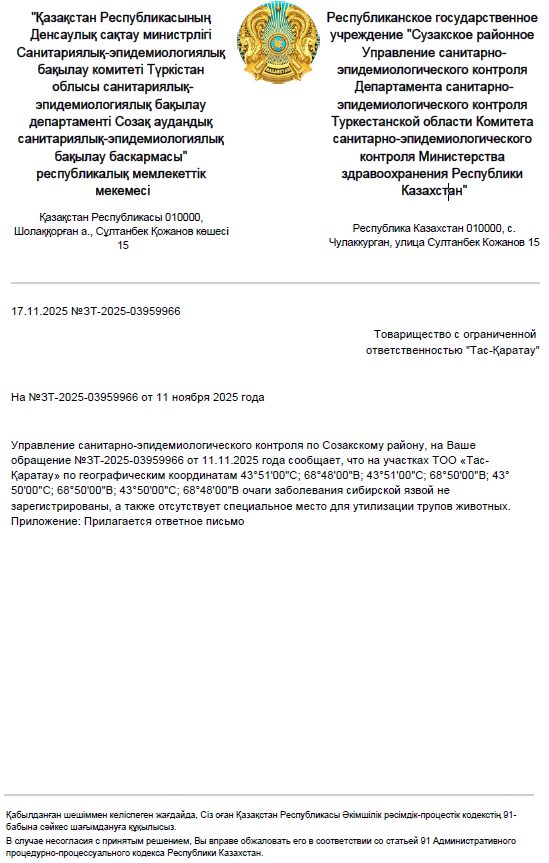 "Қазақстан Республикасының
Денсаулық сақтау министрлігі
Санитариялық-эпидемиологиялық
бақылау комитеті Түркістан
облысы санитариялық-
эпидемиологиялық бақылау
департаменті Созақ аудандық
санитариялық-эпидемиологиялық
бақылау баскармасы"
республикалық мемлекеттік
мекемесі
Қазақстан Республикасы 010000,
Шолаққорған а., Сұлтанбек Қожанов көшесі
15
Республиканское государственное
учреждение "Сузакское районное
Управление санитарно-
эпидемиологического контроля
Департамента санитарно-
эпидемиологического контроля
Туркестанской области Комитета
санитарно-эпидемиологического
контроля Министерства
здравоохранения Республики
Казахстан"
Республика Казахстан 010000, с.
Чулаккурган, улица Султанбек Кожанов 15
17.11.2025 №ЗТ-2025-03959966
Товарищество с ограниченной
ответственностью "Тас-Қаратау"
На №ЗТ-2025-03959966 от 11 ноября 2025 года
Управление санитарно-эпидемиологического контроля по Созакскому району, на Ваше
обращение №ЗТ-2025-03959966 от 11.11.2025 года сообщает, что на участках ТОО «Тас-
Қаратау» по географическим координатам 43°51'00"С; 68°48'00"В; 43°51'00"С; 68°50'00"В; 43°
50'00"С; 68°50'00"В; 43°50'00"С; 68°48'00"В очаги заболевания сибирской язвой не
зарегистрированы, а также отсутствует специальное место для утилизации трупов животных.
Приложение: Прилагается ответное письмо
Қабылданған шешіммен келіспеген жағдайда, Сіз оған Қазақстан Республикасы Әкімшілік рәсімдік-процестік кодекстің 91-
бабына сәйкес шағымдануға құқылысыз.
В случае несогласия с принятым решением, Вы вправе обжаловать его в соответствии со статьей 91 Административного
процедурно-процессуального кодекса Республики Казахстан.